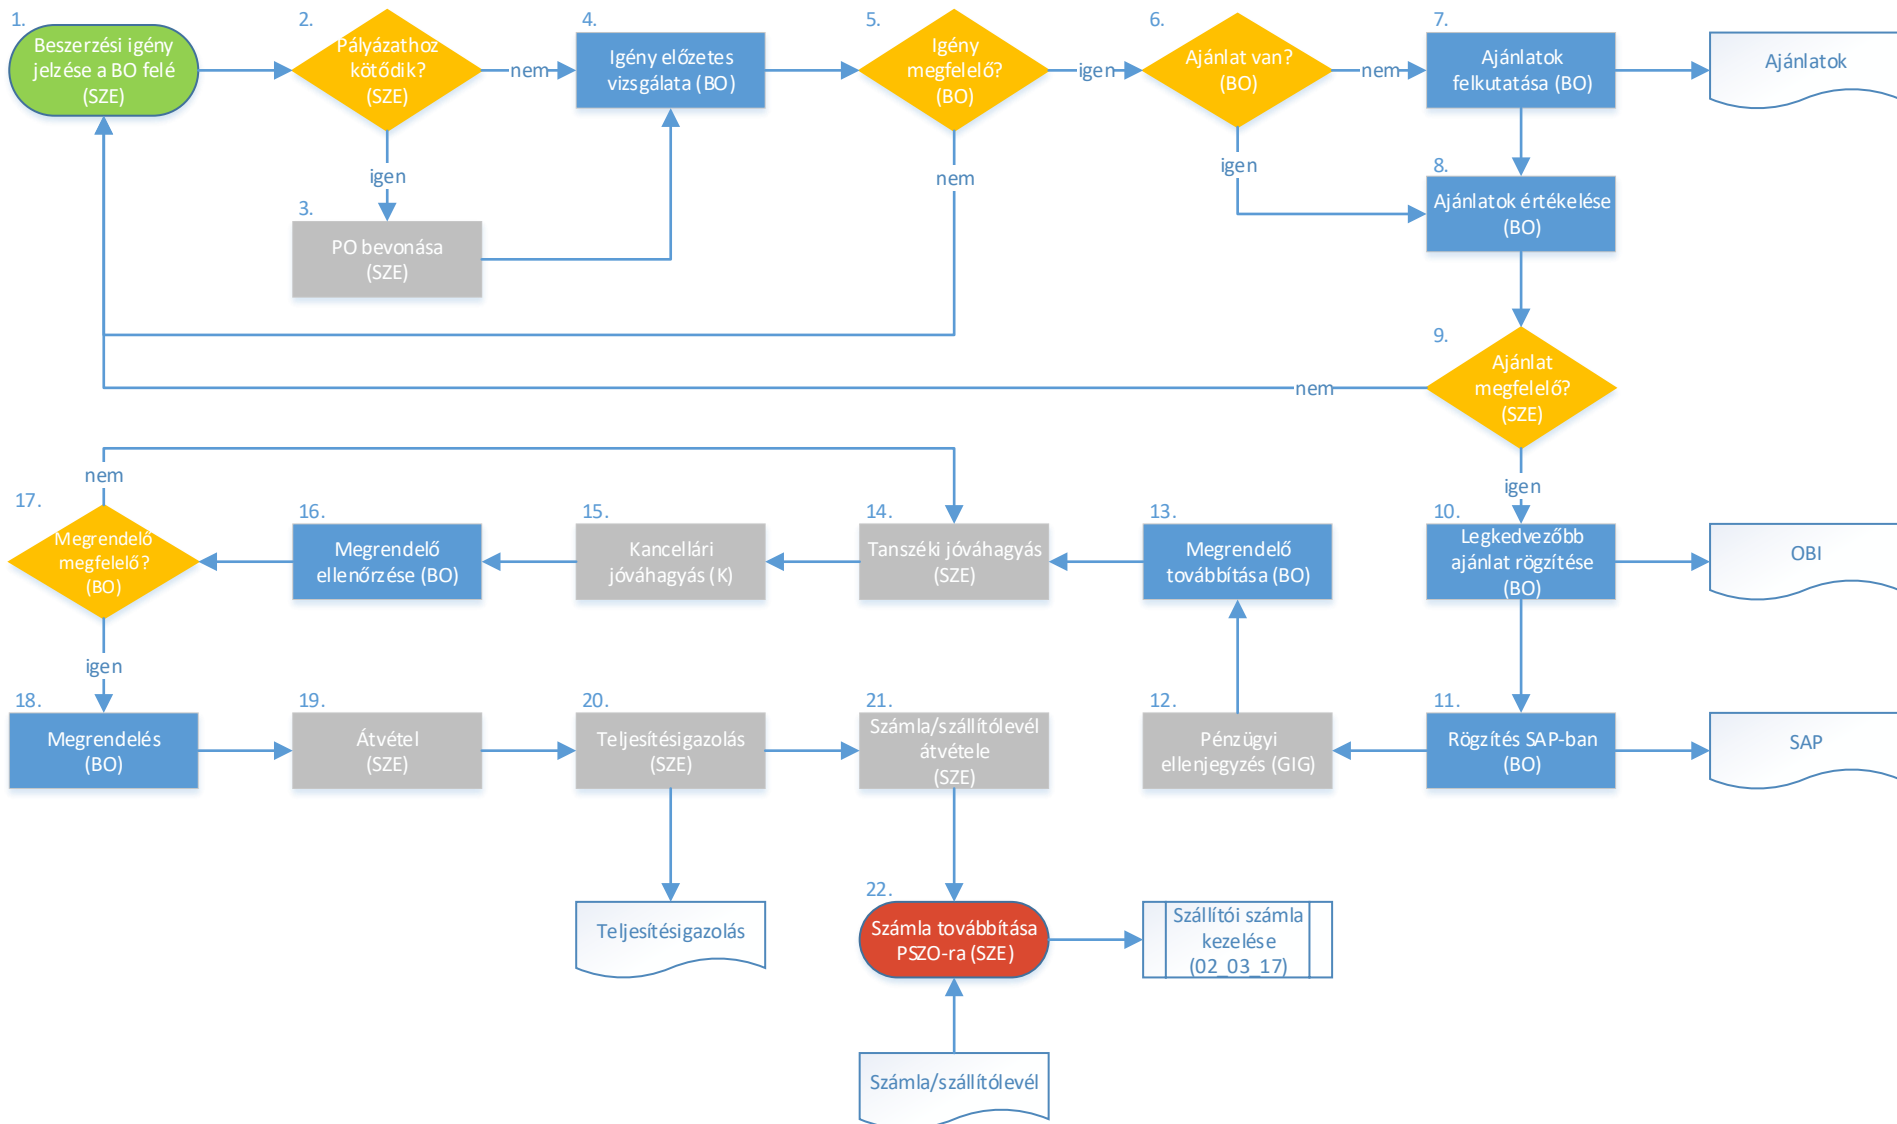 1.
Beszerzési igény
jelzése a BO felé
(SZE)
2.
Pályázathoz
kötődik?
(SZE)
nem
igen
3.
PO bevonása
(SZE)
4.
Igény előzetes
vizsgálata (BO)
5.
Igény
megfelelő?
(BO)
igen
nem
6.
Ajánlat van?
(BO)
nem
igen
7.
Ajánlatok
felkutatása (BO)
Ajánlatok
8.
Ajánlatok értékelése
(BO)
9.
Ajánlat
megfelelő?
(SZE)
nem
igen
10.
Legkedvezőbb
ajánlat rögzítése
(BO)
OBI
11.
Rögzítés SAP-ban
(BO)
SAP
12.
Pénzügyi
ellenjegyzés (GIG)
13.
Megrendelő
továbbítása (BO)
14.
Tanszéki jóváhagyás
(SZE)
15.
Kancellári
jóváhagyás (K)
16.
Megrendelő
ellenőrzése (BO)
17.
Megrendelő
megfelelő?
(BO)
nem
igen
18.
Megrendelés
(BO)
19.
Átvétel
(SZE)
20.
Teljesítésigazolás
(SZE)
Teljesítésigazolás
21.
Számla/szállítólevél
átvétele
(SZE)
22.
Számla továbbítása
PSZO-ra (SZE)
Szállítói számla
kezelése
(02_03_17)
Számla/szállítólevél